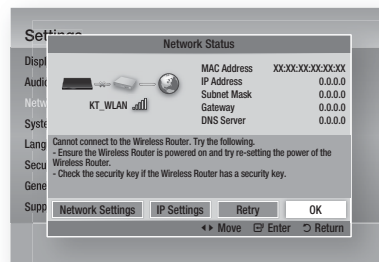 Settings
Network Status
Displ
Audio
Netw
Syste
Lang
Secu
Gene
Supp
KT_WLAN
MAC Address XX:XX:XX:XX:XX:XX
IP Address 0.0.0.0
Subnet Mask 0.0.0.0
Gateway 0.0.0.0
DNS Server 0.0.0.0
Cannot connect to the Wireless Router. Try the following.
- Ensure the Wireless Router is powered on and try re-setting the power of the
Wireless Router.
- Check the security key if the Wireless Router has a security key.
Network Settings IP Settings Retry OK
Move Enter Return